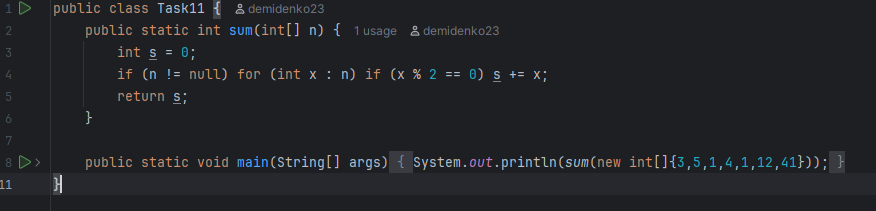 1 public class Task11 { demidenko23
2 public static int sum(int[] n) { 1 usage demidenko23
3 int s = 0;
4 if (n != null) for (int x : n) if (x % 2 == 0) s += x;
5 return s;
6 }
7
8 public static void main(String[] args) { System.out.println(sum(new int[]{3,5,1,4,1,12,41})); }
11 }